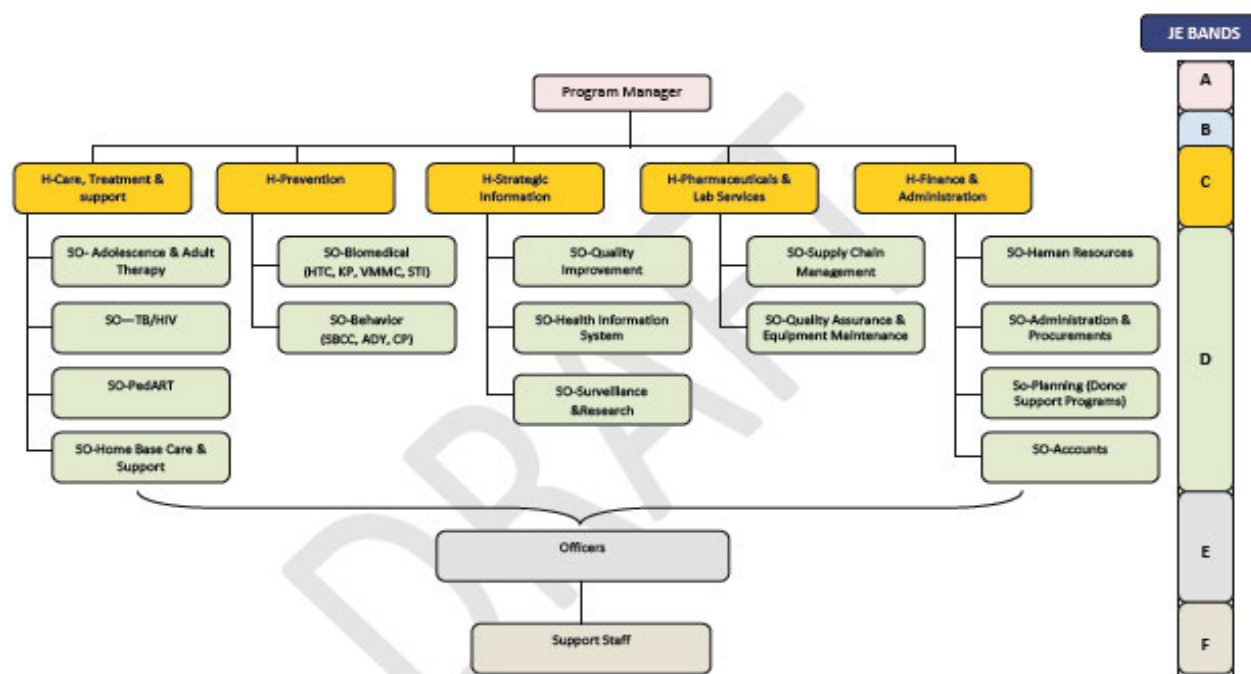 JE BANDS
A
Program Manager
B
H-Care, Treatment &
support
H-Prevention
H-Strategic
Information
H-Pharmaceuticals &
Lab Services
H-Finance &
Administration
C
SO- Adolescence & Adult
Therapy
SO-Biomedical
(HTC, KP, VMMC, STI)
SO-Quality
Improvement
SO-Supply Chain
Management
SO-Human Resources
SO—TB/HIV
SO-Behavior
(SBCC, ADY, CP)
SO-Health Information
System
SO-Quality Assurance &
Equipment Maintenance
SO-Administration &
Procurements
D
SO-PedART
SO-Surveillance
&Research
So-Planning (Donor
Support Programs)
SO-Home Base Care &
Support
SO-Accounts
Officers
E
Support Staff
F
DRAFT